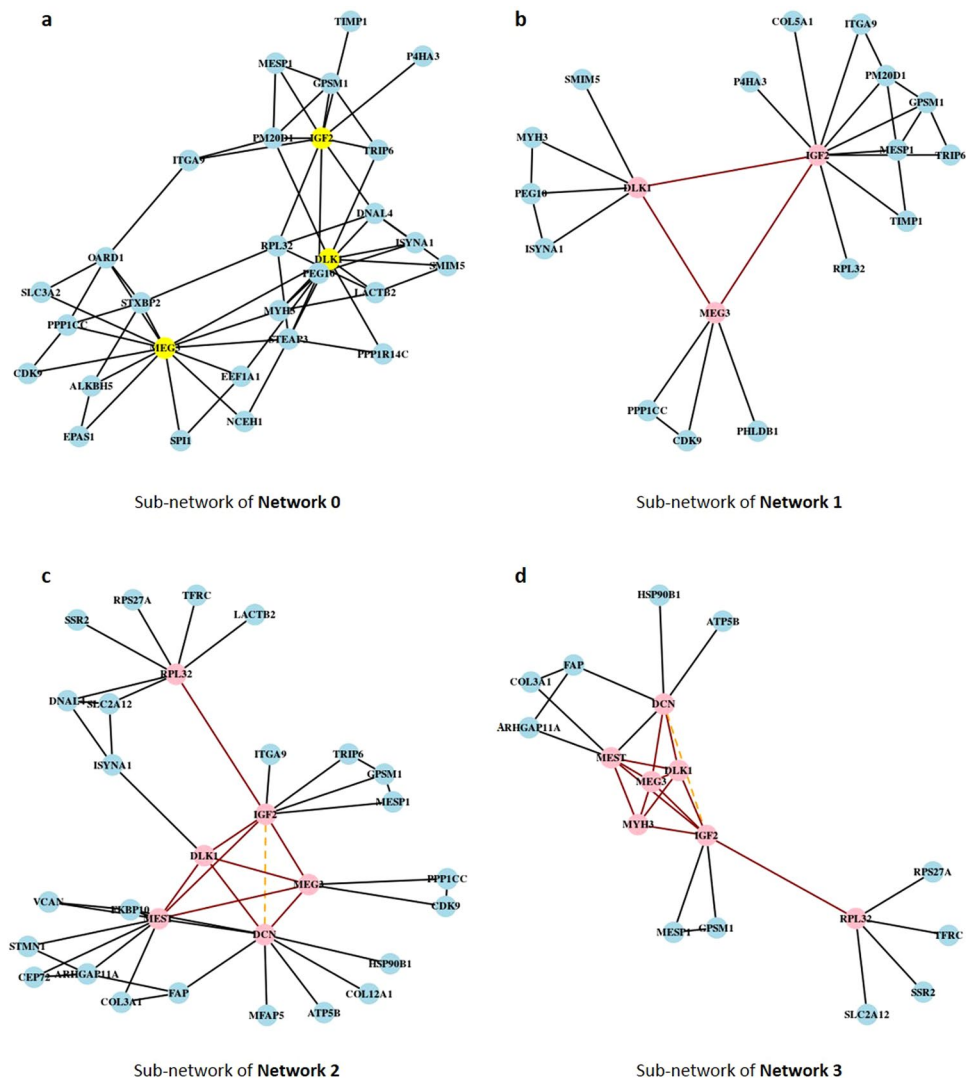 a
TIMP1
MESP1
P4HA3
GPSM1
PM20D1
IGF2
TRIP6
ITGA9
DNAL4
RPL32
ISYNA1
OARD1
DLK1
SMIM5
PEG10
SLC3A2
STXBP2
LACTB2
MYH3
PPP1CC
STEAP3
MEG3
PPP1R14C
CDK9
EEF1A1
ALKBH5
NCEH1
EPAS1
SPI1
Sub-network of Network 0
b
COL5A1
ITGA9
SMIM5
P4HA3
PM20D1
GPSM1
MYH3
MESP1
IGF2
TRIP6
PEG10
DLK1
TIMP1
ISYNA1
RPL32
MEG3
PPP1CC
PHLDB1
CDK9
Sub-network of Network 1
c
TFRC
RPS27A
SSR2
LACTB2
RPL32
DNAL4
SLC2A12
ISYNA1
ITGA9
TRIP6
GPSM1
MESP1
IGF2
DLK1
MEG3
PPP1CC
CDK9
VCAN
FKBP10
MEST
DCN
STMN1
HSP90B1
CEP72
ARHGAP11A
FAP
COL12A1
COL3A1
MFAP5
ATP5B
Sub-network of Network 2
d
HSP90B1
ATP5B
FAP
COL3A1
DCN
ARHGAP11A
MEST
DLK1
MEG3
MYH3
IGF2
RPS27A
MESP1
GPSM1
RPL32
TFRC
SSR2
SLC2A12
Sub-network of Network 3